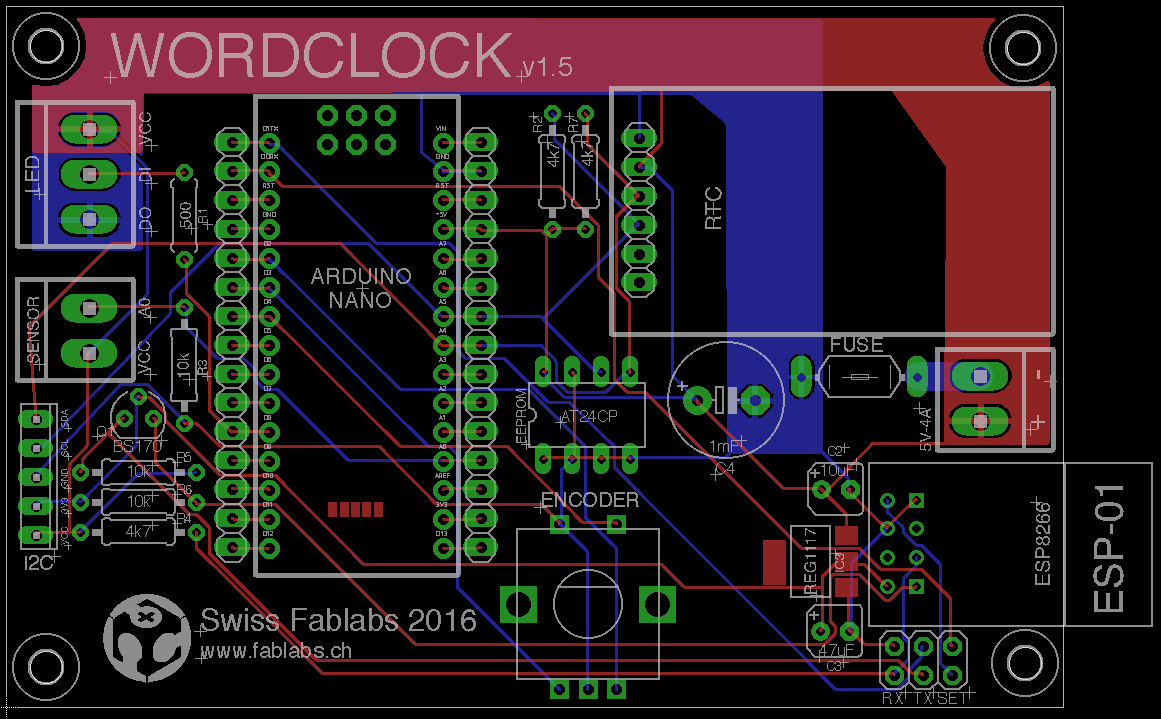 WORDCLOCK v1.5
LED
VCC
DI
DO
500
R1
SENSOR
A0
VCC
10k
R3
Q1
BS170
10k
R5
10k
R6
4k7
R4
SDA
SCL
GND
3V3
VCC
I2C
ARDUINO
NANO
D1TX
D0RX
RST
GND
D2
D3
D4
D5
D6
D7
D8
D9
D10
D11
D12
VIN
GND
RST
+5V
A7
A6
A5
A4
A3
A2
A1
A0
AREF
3V3
D13
R2
4k7
R7
4k7
RTC
EEPROM
AT24CP
1mF
C4
FUSE
5V-4A
-
+
C2
10uF
ENCODER
REG1117
IC3
47uF
C3
ESP8266
ESP-01
RX TX SET
Swiss Fablabs 2016
www.fablabs.ch